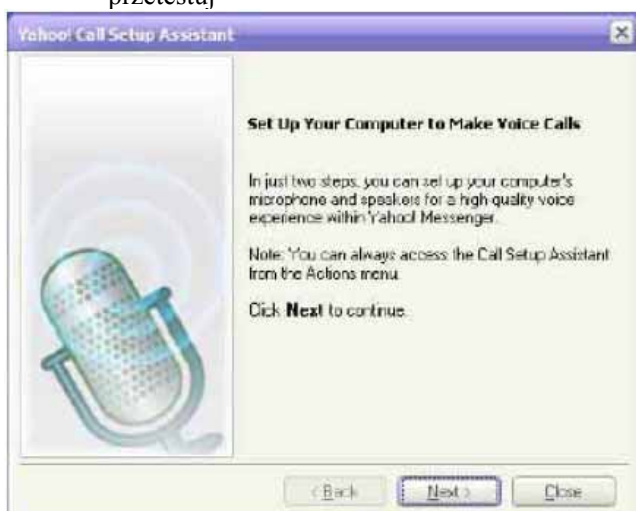 przetestuj
Yahoo! Call Setup Assistant
Set Up Your Computer to Make Voice Calls
In just two steps, you can set up your computer's
microphone and speakers for a high quality voice
experience within Yahoo! Messenger.
Note: You can always access the Call Setup Assistant
from the Actions menu.
Click Next to continue.
< Back Next > Close